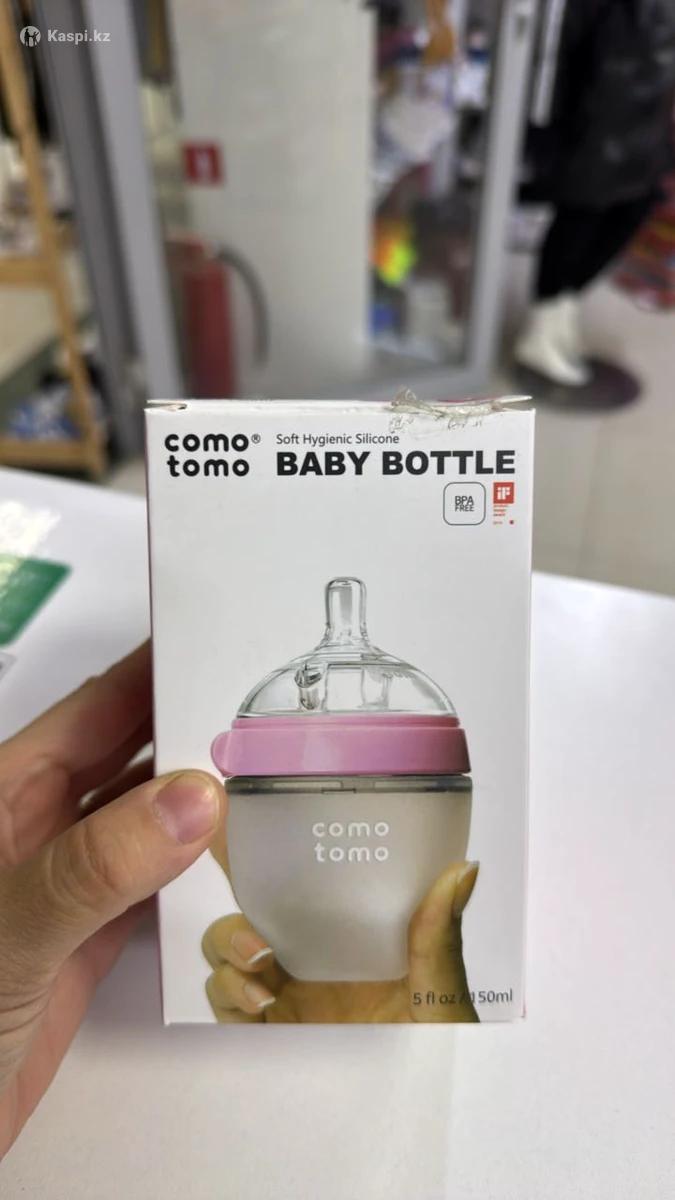 Kaspi.kz
como®
tomo
Soft Hygienic Silicone
BABY BOTTLE
BPA
FREE
iF
como
tomo
5 fl oz / 150ml